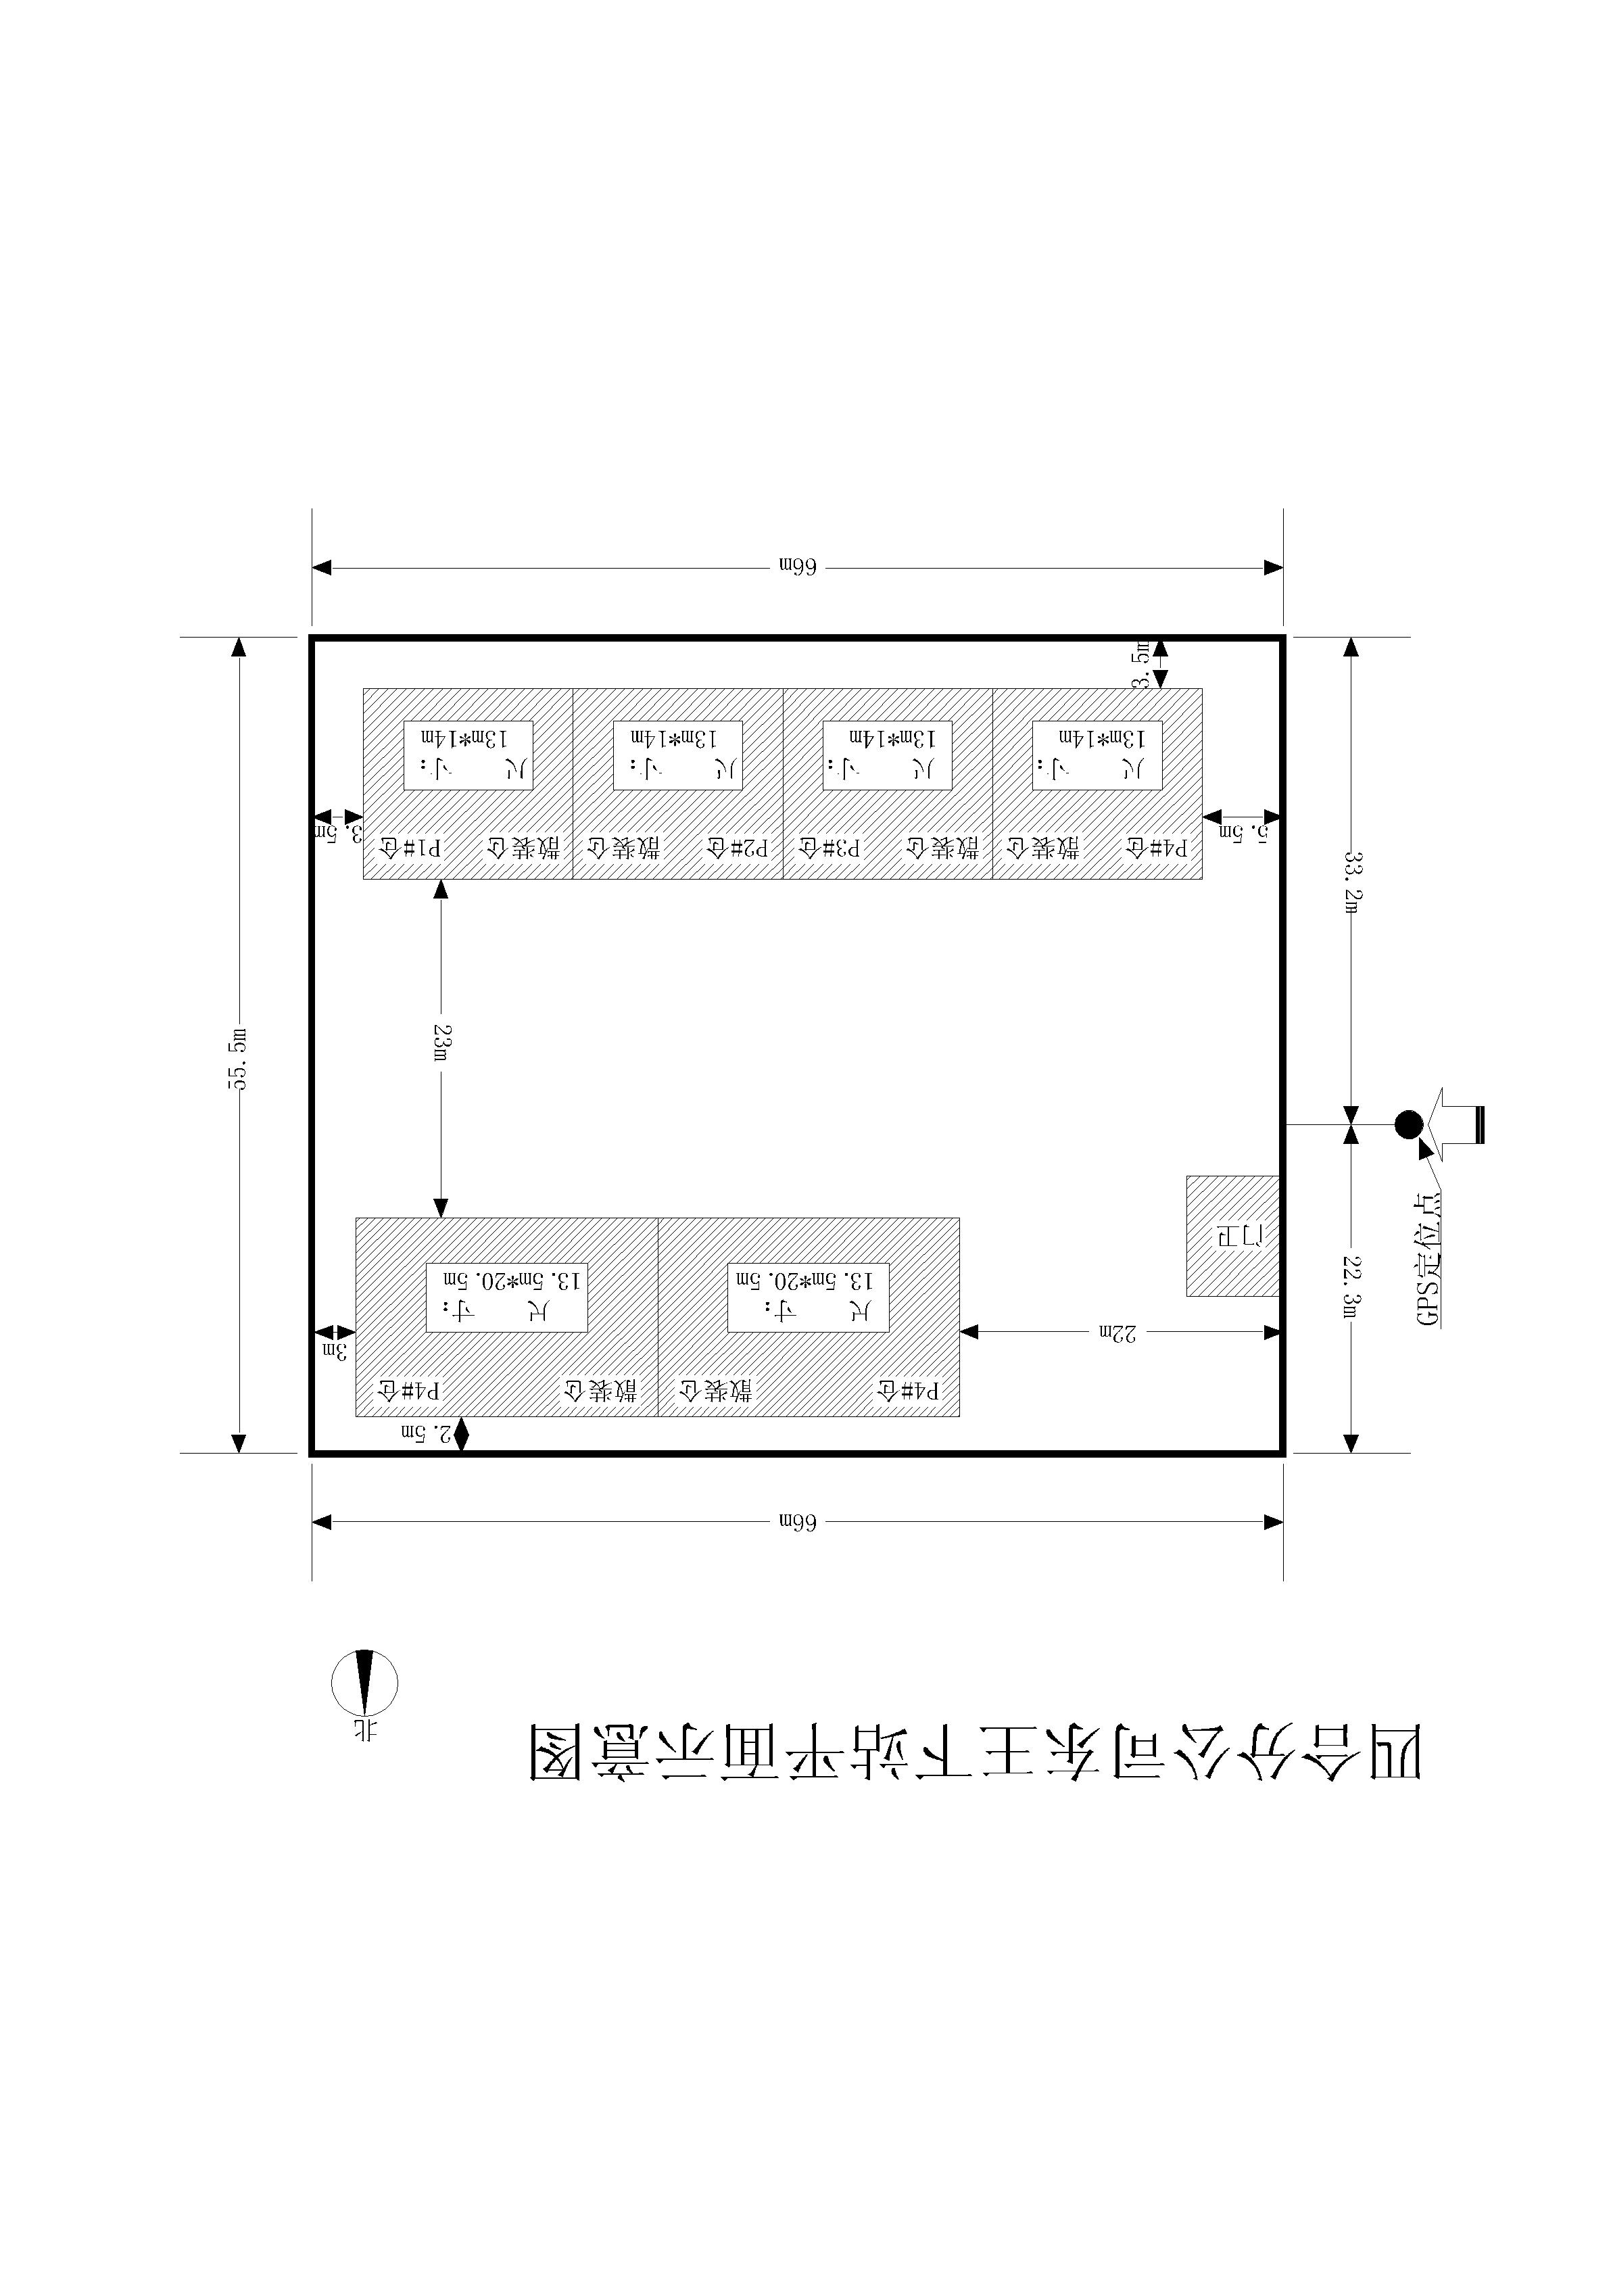 四合分公司东王下站平面示意图
北
66m
2.5m
P4#仓
散装仓
散装仓
P4#仓
22m
3m
尺 寸:
13.5m*20.5m
尺 寸:
13.5m*20.5m
GPS定位点
22.3m
门卫
23m
55.5m
33.2m
P4#仓
散装仓
散装仓
P3#仓
P2#仓
散装仓
散装仓
P1#仓
5.5m
3.5m
尺 寸:
13m*14m
尺 寸:
13m*14m
尺 寸:
13m*14m
尺 寸:
13m*14m
3.5m
66m